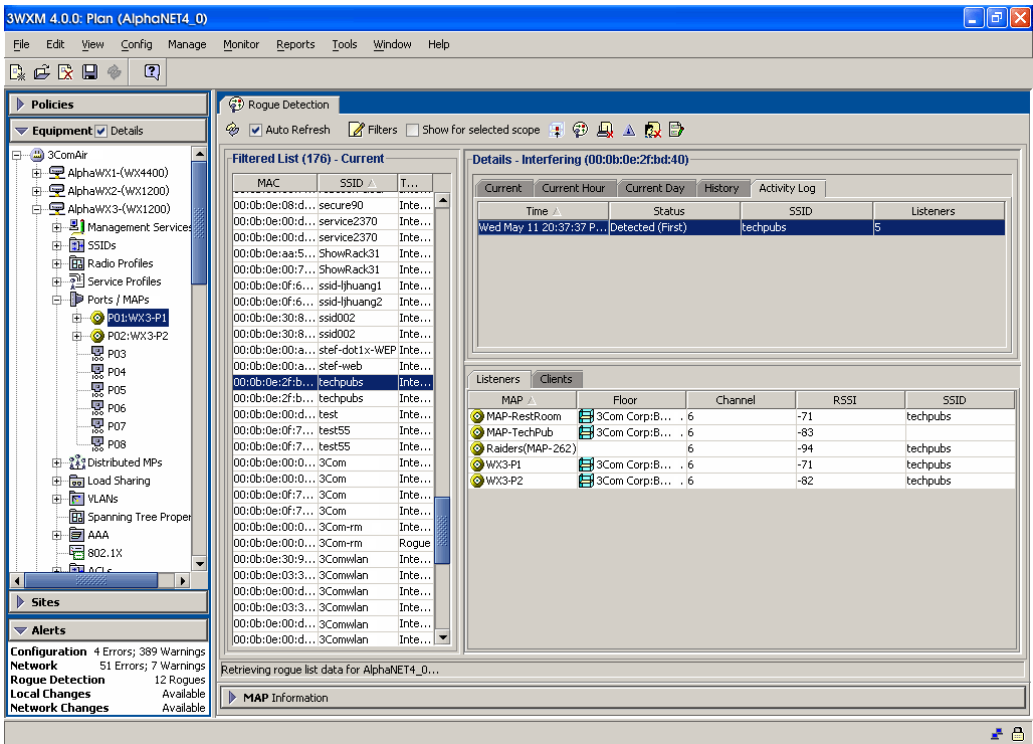 3WXM 4.0.0: Plan (AlphaNET4_0)
File Edit View Config Manage Monitor Reports Tools Window Help
Policies
Equipment Details
3ComAir
AlphaWX1-(WX4400)
AlphaWX2-(WX1200)
AlphaWX3-(WX1200)
Management Services
SSIDs
Radio Profiles
Service Profiles
Ports / MAPs
P01:WX3-P1
P02:WX3-P2
P03
P04
P05
P06
P07
P08
Distributed MPs
Load Sharing
VLANs
Spanning Tree Proper
AAA
802.1X
ACLs
Sites
Alerts
Configuration 4 Errors; 389 Warnings
Network 51 Errors; 7 Warnings
Rogue Detection 12 Rogues
Local Changes Available
Network Changes Available
Rogue Detection
Auto Refresh Filters Show for selected scope
Filtered List (176) - Current
MAC SSID T...
00:0b:0e:08:d... secure90 Inte...
00:0b:0e:00:d... service2370 Inte...
00:0b:0e:00:d... service2370 Inte...
00:0b:0e:aa:5... ShowRack31 Inte...
00:0b:0e:00:7... ShowRack31 Inte...
00:0b:0e:0f:6... ssid-ljhuang1 Inte...
00:0b:0e:0f:6... ssid-ljhuang2 Inte...
00:0b:0e:30:8... ssid002 Inte...
00:0b:0e:30:8... ssid002 Inte...
00:0b:0e:00:a... stef-dot1x-WEP Inte...
00:0b:0e:00:a... stef-web Inte...
00:0b:0e:2f:b... techpubs Inte...
00:0b:0e:2f:b... techpubs Inte...
00:0b:0e:00:d... test Inte...
00:0b:0e:0f:7... test55 Inte...
00:0b:0e:0f:7... test55 Inte...
00:0b:0e:00:0... 3Com Inte...
00:0b:0e:00:0... 3Com Inte...
00:0b:0e:0f:7... 3Com Inte...
00:0b:0e:00:0... 3Com-rm Inte...
00:0b:0e:00:0... 3Com-rm Rogue
00:0b:0e:30:9... 3Comwlan Inte...
00:0b:0e:03:3... 3Comwlan Inte...
00:0b:0e:00:d... 3Comwlan Inte...
00:0b:0e:03:3... 3Comwlan Inte...
00:0b:0e:00:d... 3Comwlan Inte...
00:0b:0e:00:d... 3Comwlan Inte...
Details - Interfering (00:0b:0e:2f:bd:40)
Current Current Hour Current Day History Activity Log
Time Status SSID Listeners
Wed May 11 20:37:37 P... Detected (First) techpubs 5
Listeners Clients
MAP Floor Channel RSSI SSID
MAP-RestRoom 3Com Corp:B... . 6 -71 techpubs
MAP-TechPub 3Com Corp:B... . 6 -83
Raiders(MAP-262) 6 -94 techpubs
WX3-P1 3Com Corp:B... . 6 -71 techpubs
WX3-P2 3Com Corp:B... . 6 -82 techpubs
Retrieving rogue list data for AlphaNET4_0...
MAP Information